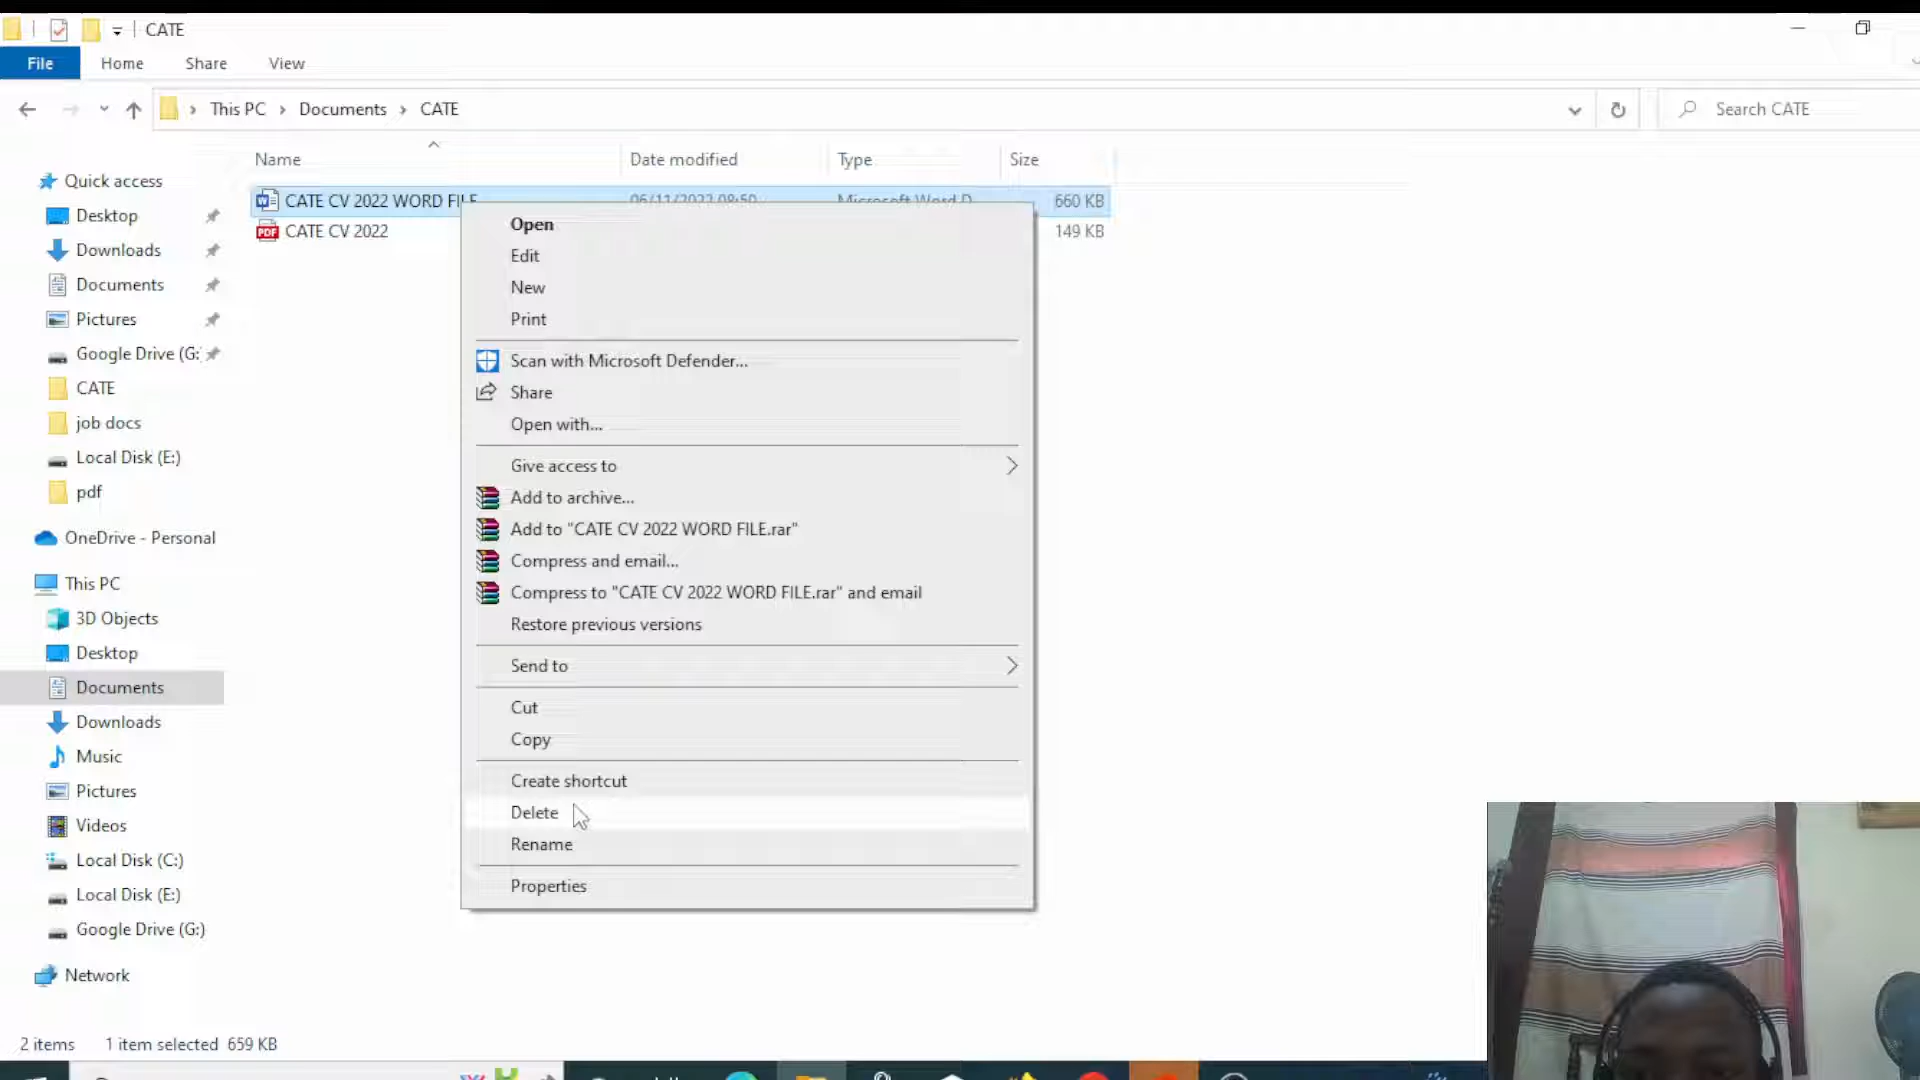 CATE
File Home Share View
This PC Documents CATE
Search CATE
Name Date modified Type Size
Quick access
Desktop
Downloads
Documents
Pictures
Google Drive (G:
CATE
job docs
Local Disk (E:)
pdf
OneDrive - Personal
This PC
3D Objects
Desktop
Documents
Downloads
Music
Pictures
Videos
Local Disk (C:)
Local Disk (E:)
Google Drive (G:)
Network
CATE CV 2022 WORD FILE 06/11/2022 08:50 Microsoft Word D 660 KB
PDF CATE CV 2022 149 KB
Open
Edit
New
Print
Scan with Microsoft Defender...
Share
Open with...
Give access to
Add to archive...
Add to "CATE CV 2022 WORD FILE.rar"
Compress and email...
Compress to "CATE CV 2022 WORD FILE.rar" and email
Restore previous versions
Send to
Cut
Copy
Create shortcut
Delete
Rename
Properties
2 items 1 item selected 659 KB